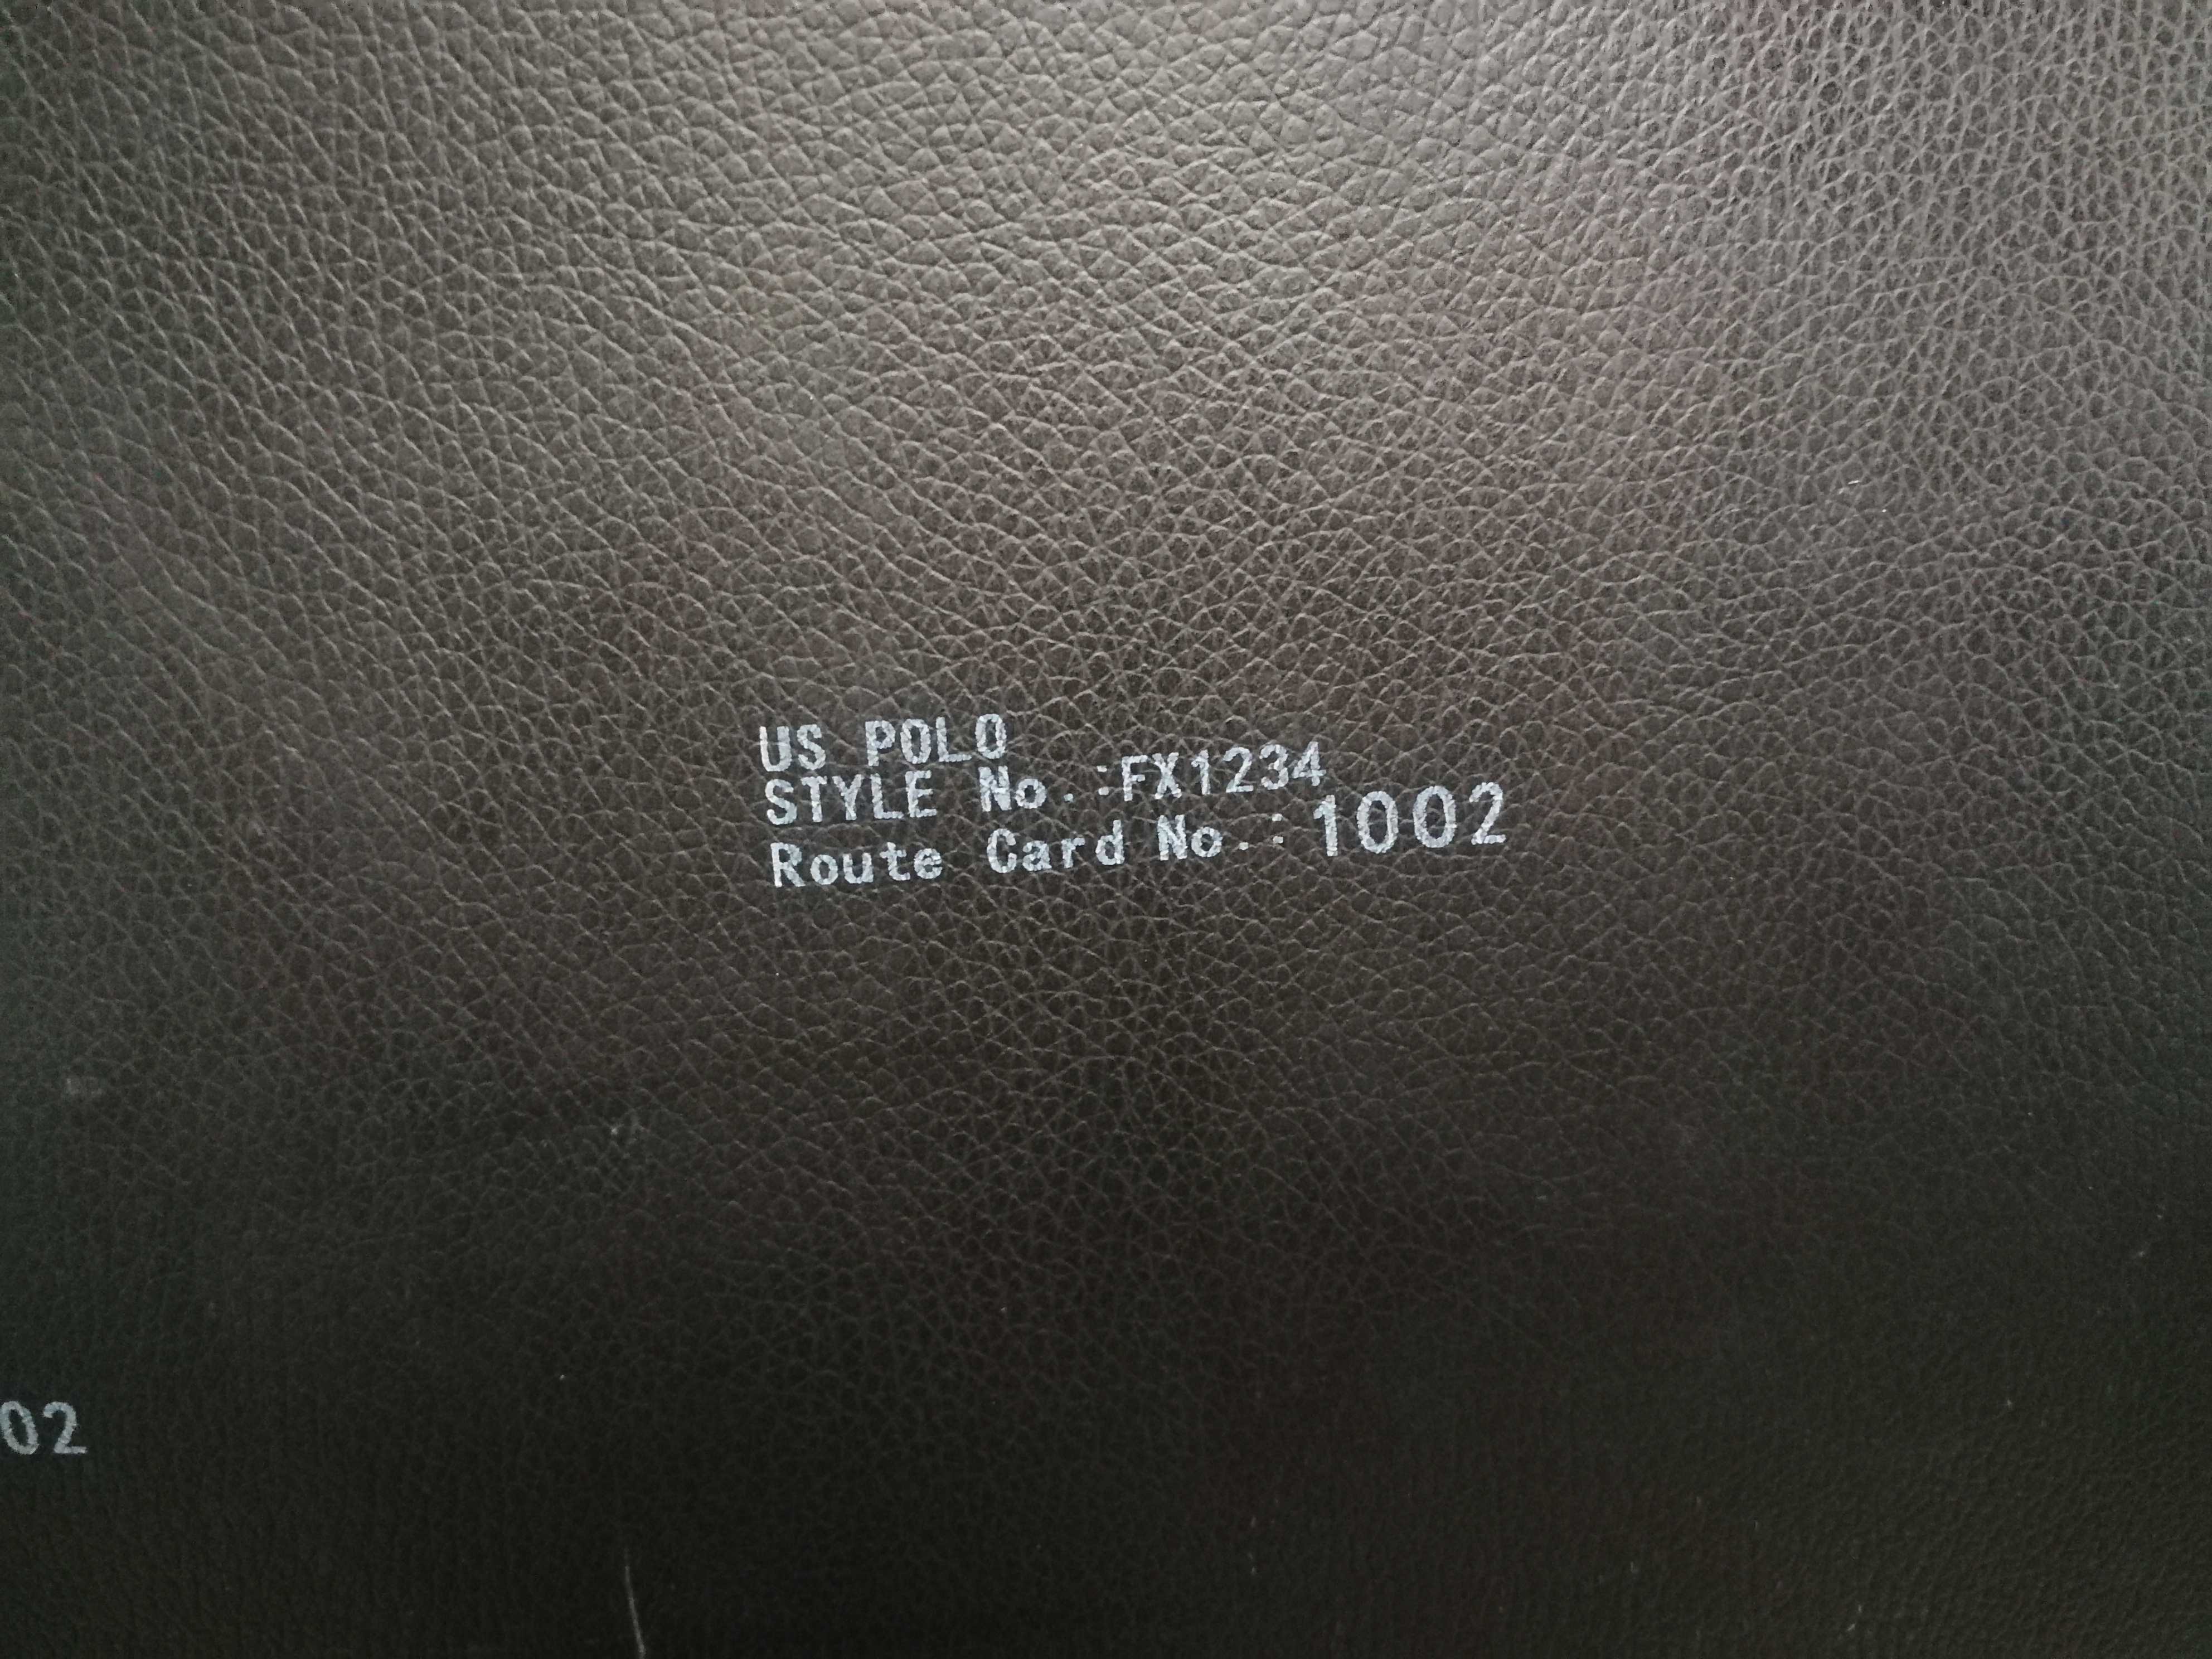 US POLO
STYLE No.:FX1234
Route Card No.:1002
02